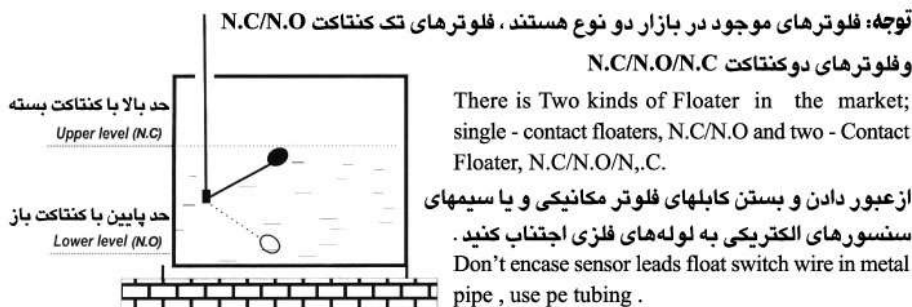 توجه: فلوترهای موجود در بازار دو نوع هستند ، فلوترهای تک کنتاکت N.C/N.O
وفلوترهای دوکنتاکت N.C/N.O/N.C
There is Two kinds of Floater in the market;
single - contact floaters, N.C/N.O and two - Contact
Floater, N.C/N.O/N,.C.
ازعبور دادن و بستن کابلهای فلوتر مکانیکی و یا سیمهای
سنسورهای الکتریکی به لوله‌های فلزی اجتناب کنید .
Don't encase sensor leads float switch wire in metal
pipe , use pe tubing .
حد بالا با کنتاکت بسته
Upper level (N.C)
حد پایین با کنتاکت باز
Lower level (N.O)